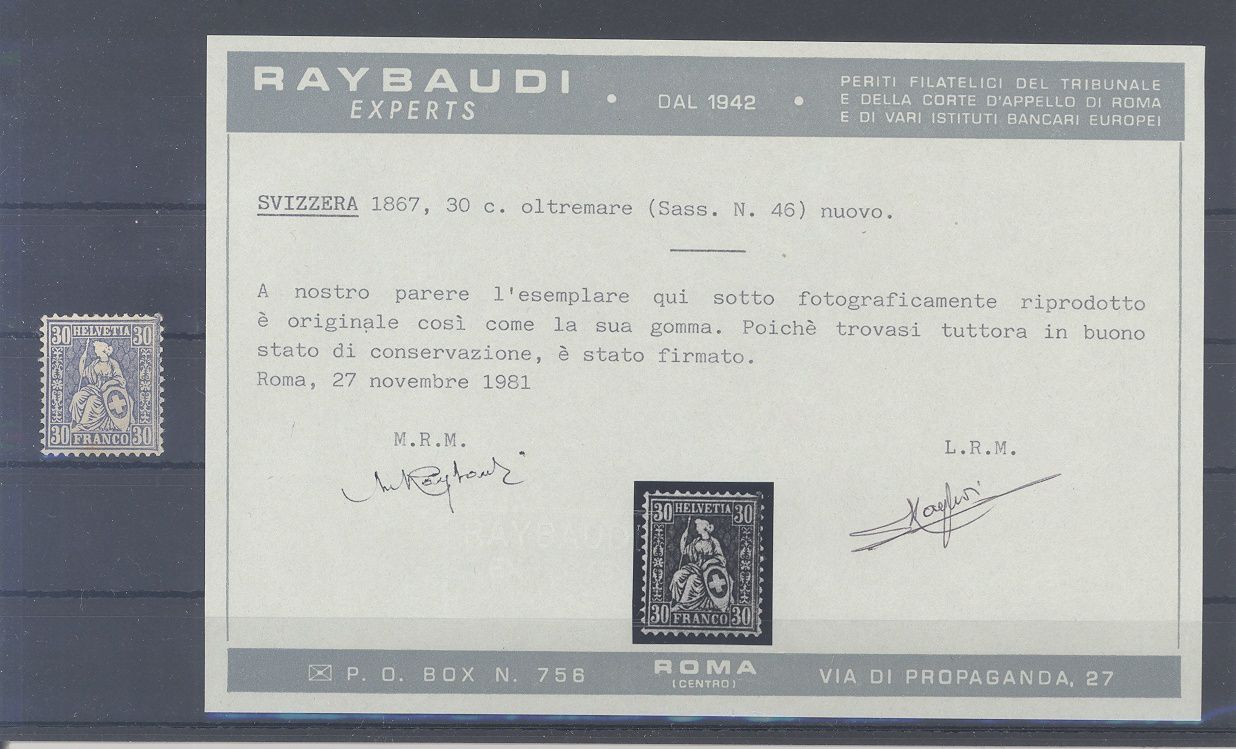 RAYBAUDI
EXPERTS
• DAL 1942 •
PERITI FILATELICI DEL TRIBUNALE
E DELLA CORTE D'APPELLO DI ROMA
E DI VARI ISTITUTI BANCARI EUROPEI
SVIZZERA 1867, 30 c. oltremare (Sass. N. 46) nuovo.
A nostro parere l'esemplare qui sotto fotograficamente riprodotto
è originale così come la sua gomma. Poichè trovasi tuttora in buono
stato di conservazione, è stato firmato.
Roma, 27 novembre 1981
30 HELVETIA 30
30 FRANCO 30
M.R.M.
L.R.M.
30 HELVETIA 30
30 FRANCO 30
P. O. BOX N. 756
ROMA
(CENTRO)
VIA DI PROPAGANDA, 27